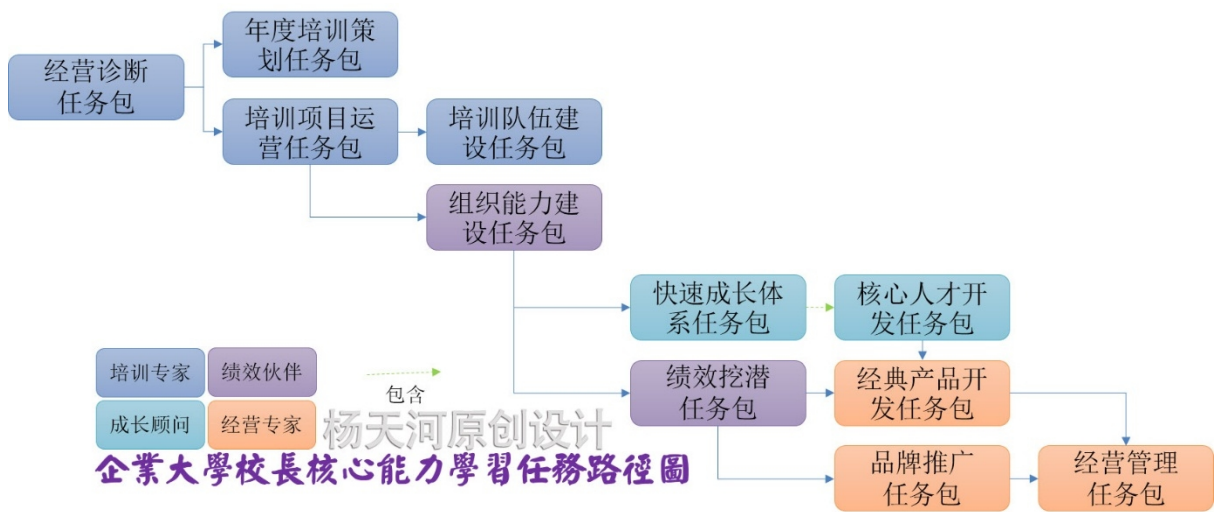 年度培训策
划任务包
经营诊断
任务包
培训项目运
营任务包
培训队伍建
设任务包
组织能力建
设任务包
快速成长体
系任务包
核心人才开
发任务包
培训专家
绩效伙伴
包含
成长顾问
经营专家
绩效挖潜
任务包
经典产品开
发任务包
杨天河原创设计
企業大學校長核心能力學習任務路徑圖
品牌推广
任务包
经营管理
任务包